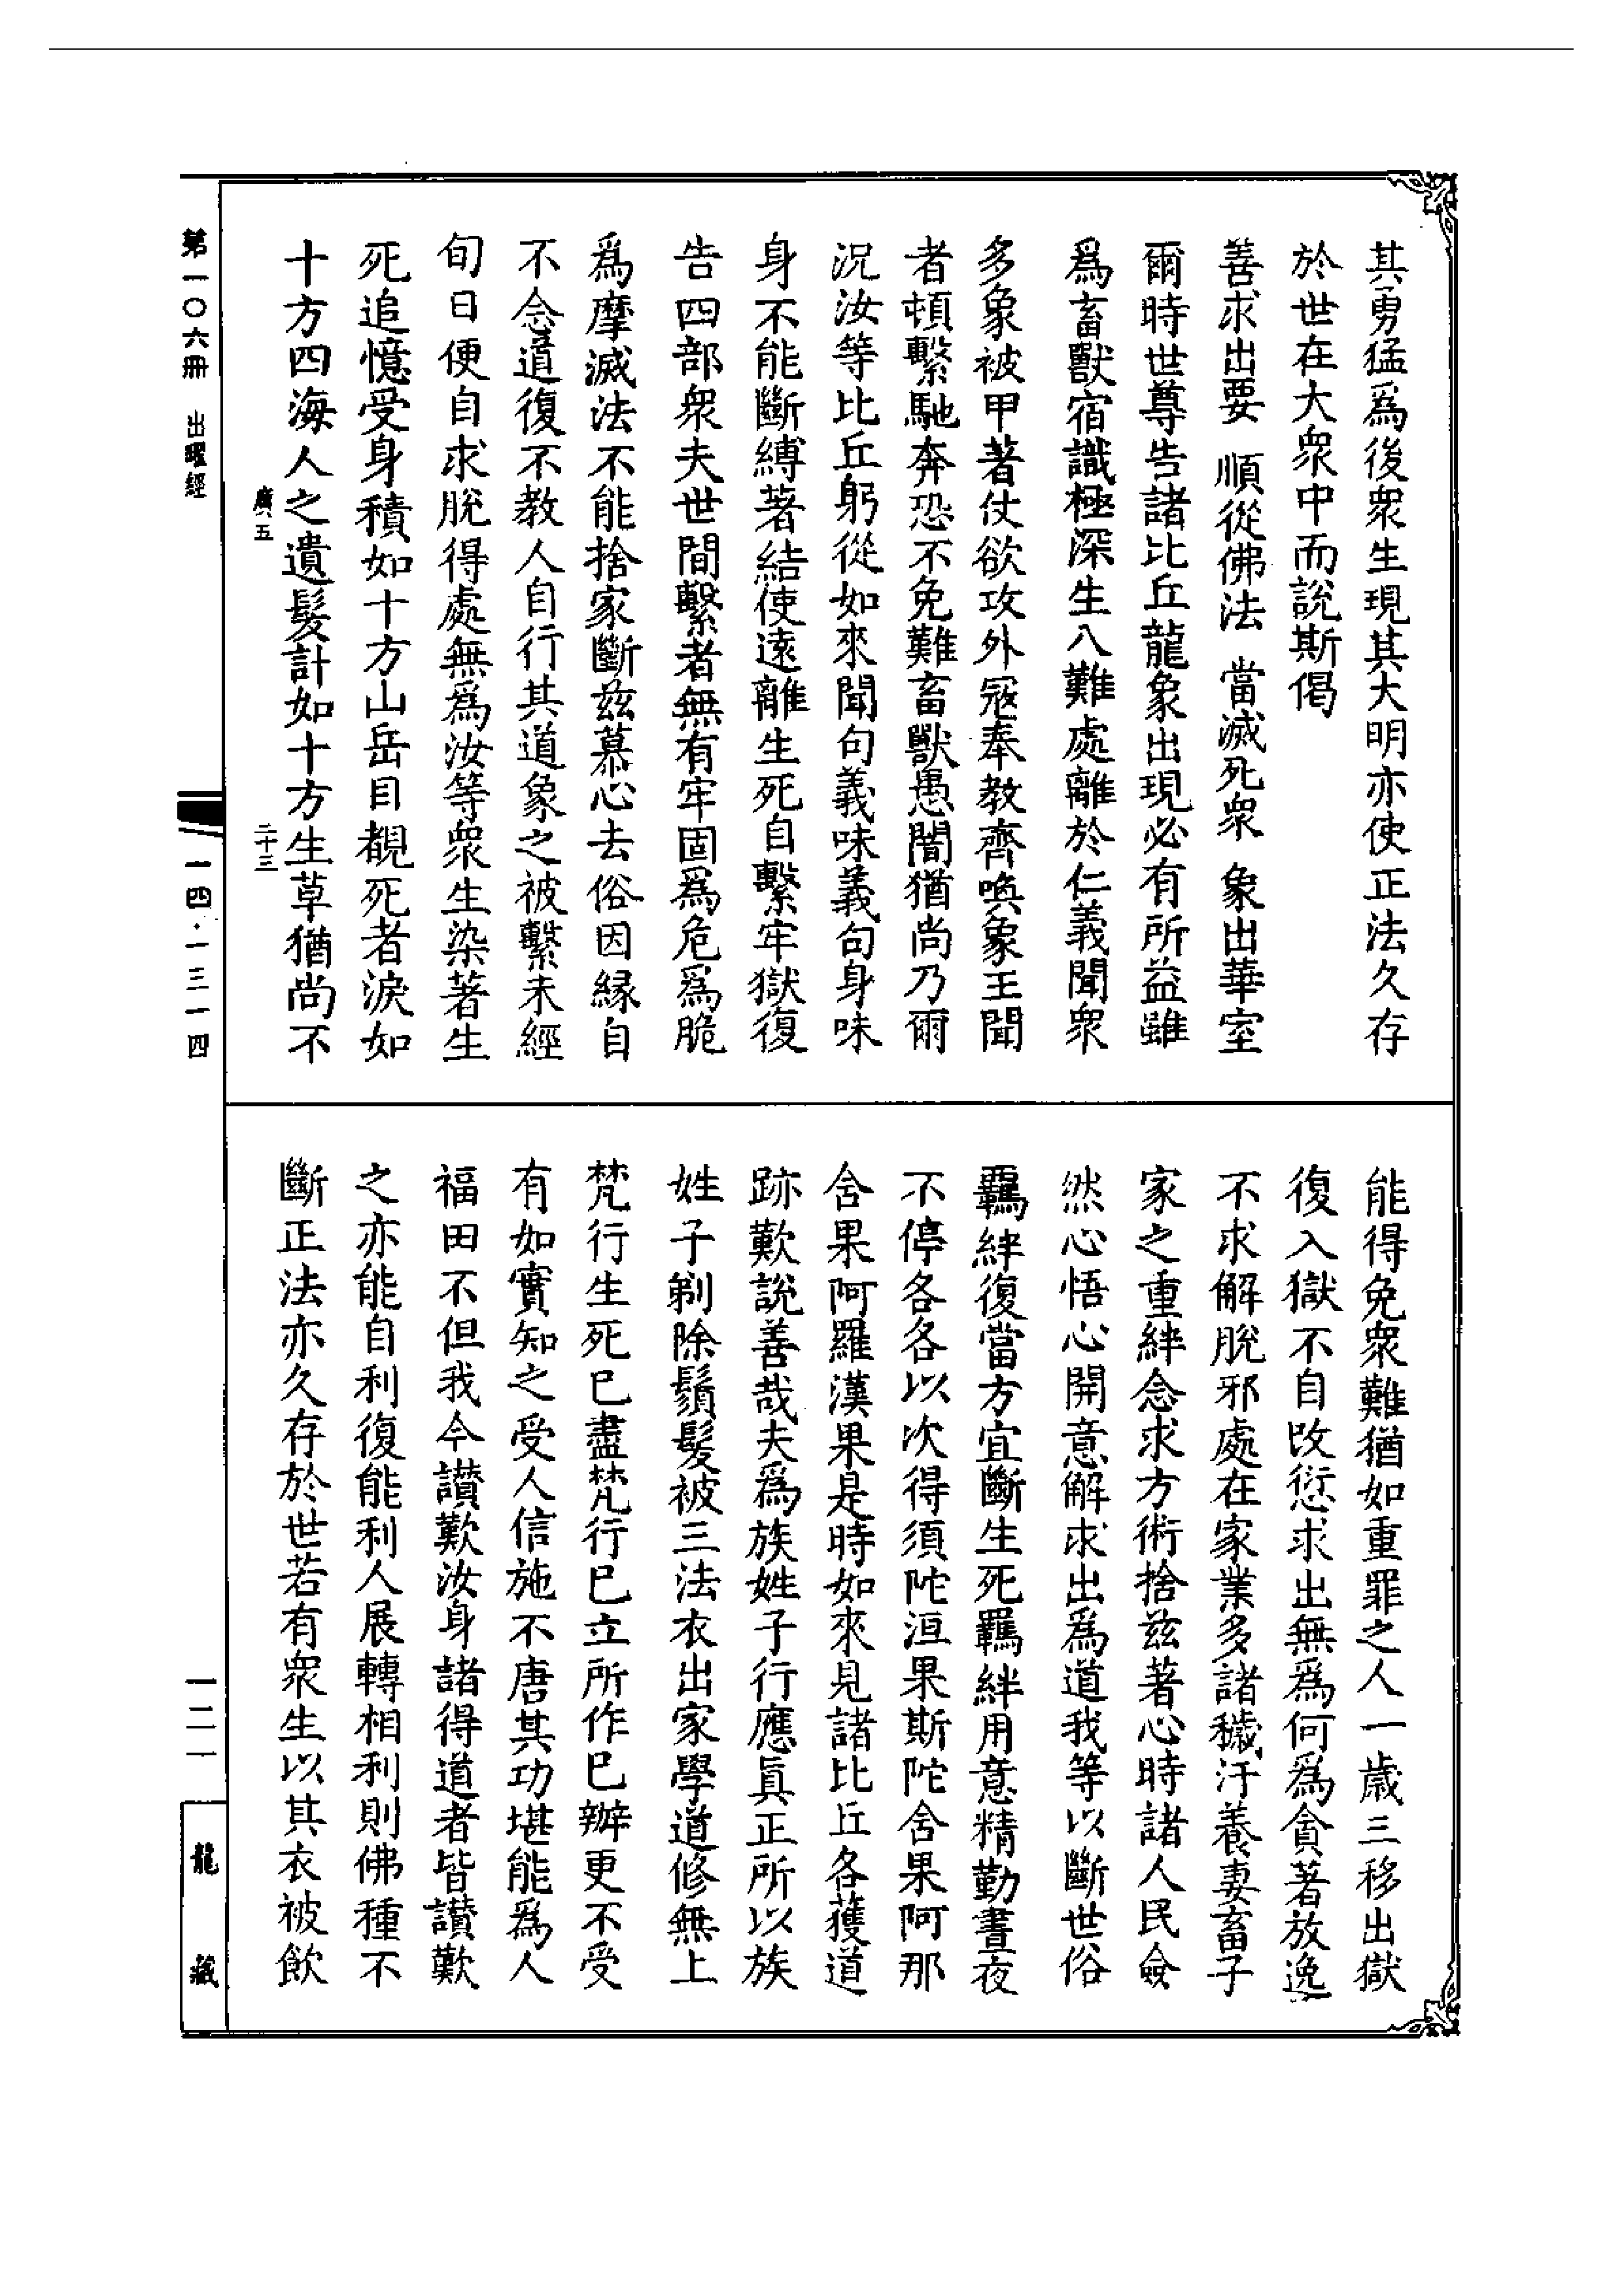 其勇猛爲後衆生現其大明亦使正法久存
於世在大衆中而説斯偈
善求出要　順從佛法　當滅死衆　象出華室
爾時世尊告諸比丘龍象出現必有所益雖
爲畜獸宿識極深生八難處離於仁義聞衆
多象被甲著仗欲攻外冦奉教齊喚象王聞
者頓繫馳奔恐不免難畜獸愚闇猶尚乃爾
況汝等比丘躬從如來聞句義味義句身味
身不能斷縛著結使遠離生死自繫牢獄復
告四部衆夫世間繫者無有牢固爲危爲脆
爲摩滅法不能捨家斷兹慕心去俗因縁自
不念道復不教人自行其道象之被繫未經
旬日便自求脫得處無爲汝等衆生染著生
死追憶受身積如十方山岳目覩死者淚如
十方四海人之遺髮計如十方生草猶尚不
廣五　二十三
能得免衆難猶如重罪之人一歲三移出獄
復入獄不自改愆求出無爲何爲貪著放逸
不求解脫邪處在家業多諸穢汙養妻畜子
家之重絆念求方術捨兹著心時諸人民僉
然心悟心開意解求出爲道我等以斷世俗
羈絆復當方宜斷生死羈絆用意精勤晝夜
不停各各以次得須陀洹果斯陀舍果阿那
舍果阿羅漢果是時如來見諸比丘各獲道
跡歎説善哉夫爲族姓子行應眞正所以族
姓子剃除鬚髮被三法衣出家學道修無上
梵行生死已盡梵行已立所作已辦更不受
有如實知之受人信施不唐其功堪能爲人
福田不但我今讃歎汝身諸得道者皆讃歎
之亦能自利復能利人展轉相利則佛種不
斷正法亦久存於世若有衆生以其衣被飲
第一〇六冊　出曜經
一四·一三一四
一二一
龍藏